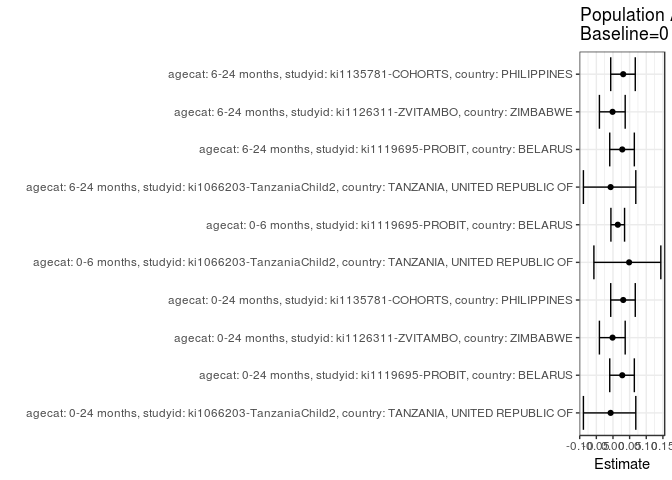 Population
Baseline=0
agecat: 6-24 months, studyid: ki1135781-COHORTS, country: PHILIPPINES
agecat: 6-24 months, studyid: ki1126311-ZVITAMBO, country: ZIMBABWE
agecat: 6-24 months, studyid: ki1119695-PROBIT, country: BELARUS
agecat: 6-24 months, studyid: ki1066203-TanzaniaChild2, country: TANZANIA, UNITED REPUBLIC OF
agecat: 0-6 months, studyid: ki1119695-PROBIT, country: BELARUS
agecat: 0-6 months, studyid: ki1066203-TanzaniaChild2, country: TANZANIA, UNITED REPUBLIC OF
agecat: 0-24 months, studyid: ki1135781-COHORTS, country: PHILIPPINES
agecat: 0-24 months, studyid: ki1126311-ZVITAMBO, country: ZIMBABWE
agecat: 0-24 months, studyid: ki1119695-PROBIT, country: BELARUS
agecat: 0-24 months, studyid: ki1066203-TanzaniaChild2, country: TANZANIA, UNITED REPUBLIC OF
-0.10 -0.05 0.00 0.05 0.10 0.15
Estimate